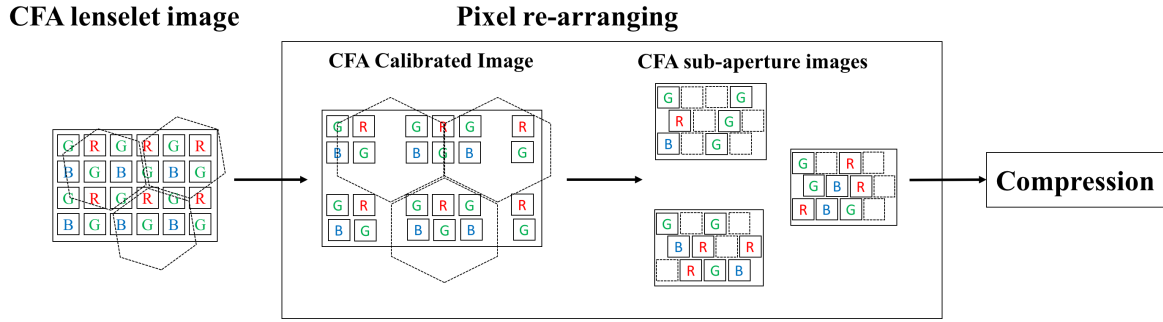 CFA lenselet image
Pixel re-arranging
CFA Calibrated Image
CFA sub-aperture images
G R G R G R
B G B G B G
G R G R G R
B G B G B G
G R G R G R
B G B G B G
G R G R G R
B G B G B G
G G
R G
B G
G R
G B R
R B G
G G
B R R
R G B
Compression